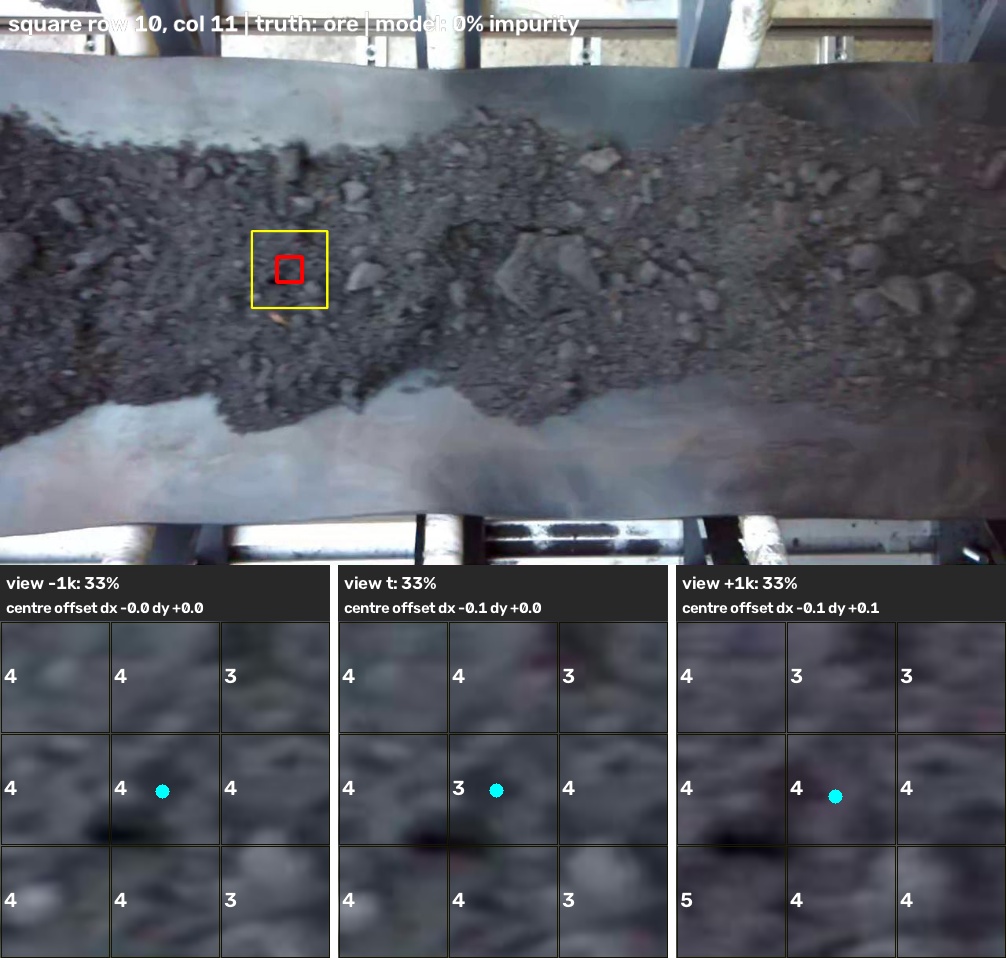 square row 10, col 11 | truth: ore | model: 0% impurity
view -1k: 33%
centre offset dx -0.0 dy +0.0
4 4 3
4 4 4
4 4 3
view t: 33%
centre offset dx -0.1 dy +0.0
4 4 3
4 3 4
4 4 3
view +1k: 33%
centre offset dx -0.1 dy +0.1
4 3 3
4 4 4
5 4 4